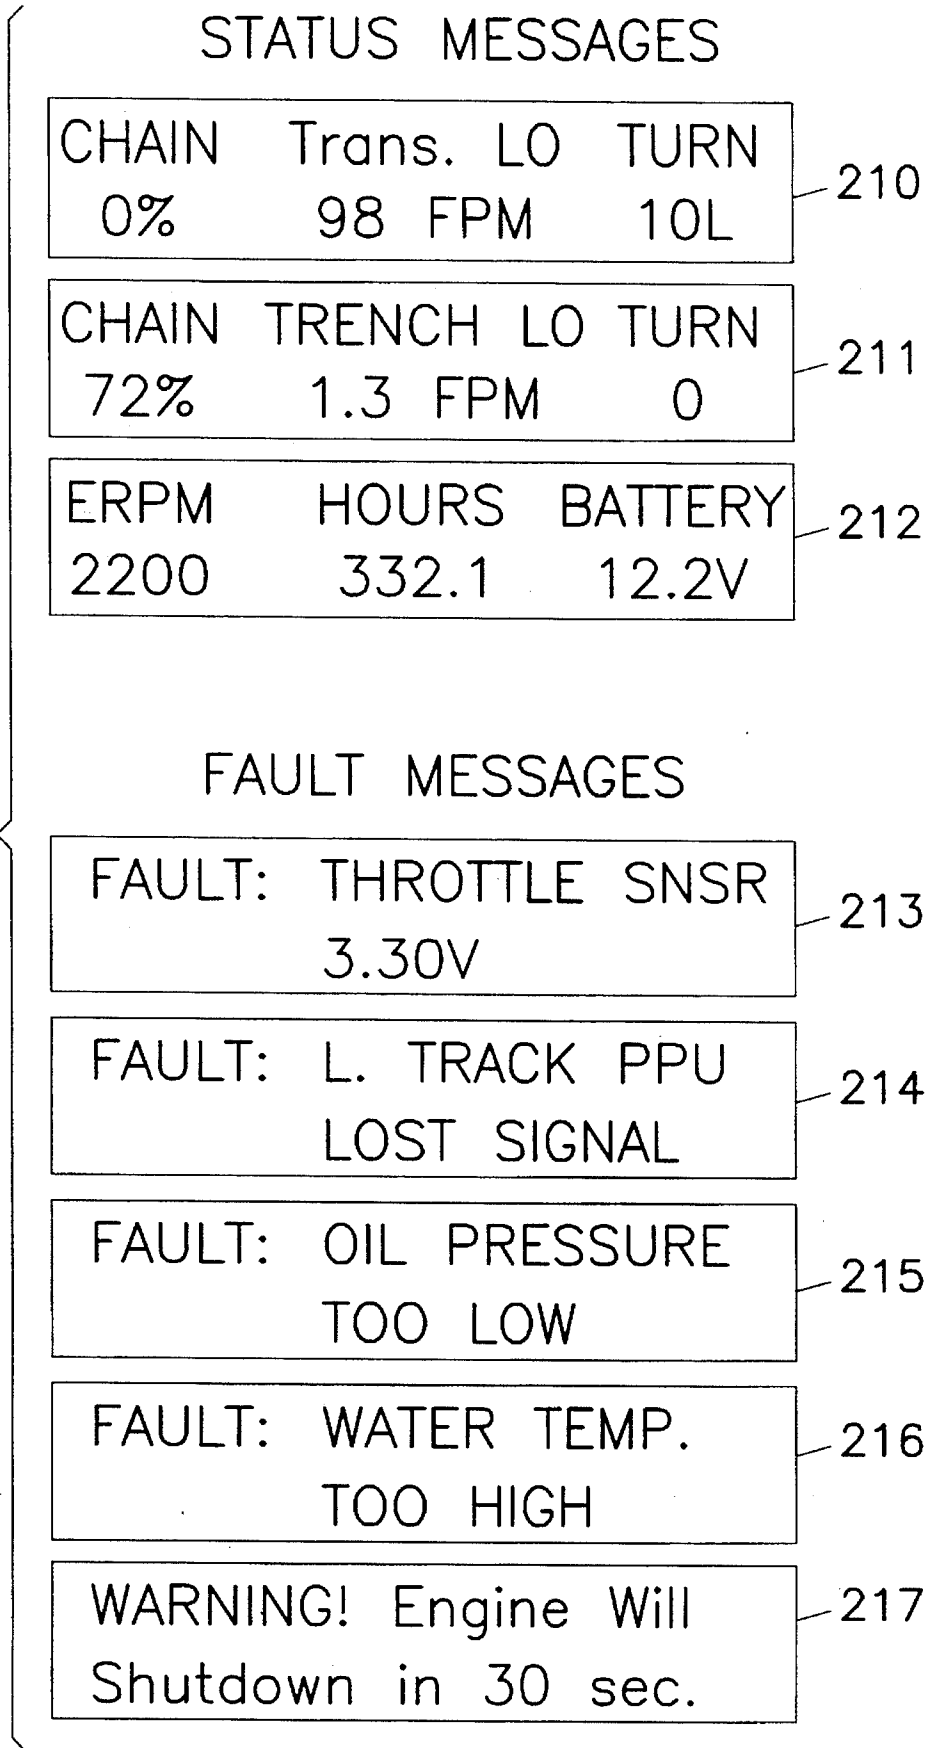 STATUS MESSAGES
CHAIN Trans. LO TURN
0% 98 FPM 10L
210
CHAIN TRENCH LO TURN
72% 1.3 FPM 0
211
ERPM HOURS BATTERY
2200 332.1 12.2V
212
FAULT MESSAGES
FAULT: THROTTLE SNSR
3.30V
213
FAULT: L. TRACK PPU
LOST SIGNAL
214
FAULT: OIL PRESSURE
TOO LOW
215
FAULT: WATER TEMP.
TOO HIGH
216
WARNING! Engine Will
Shutdown in 30 sec.
217